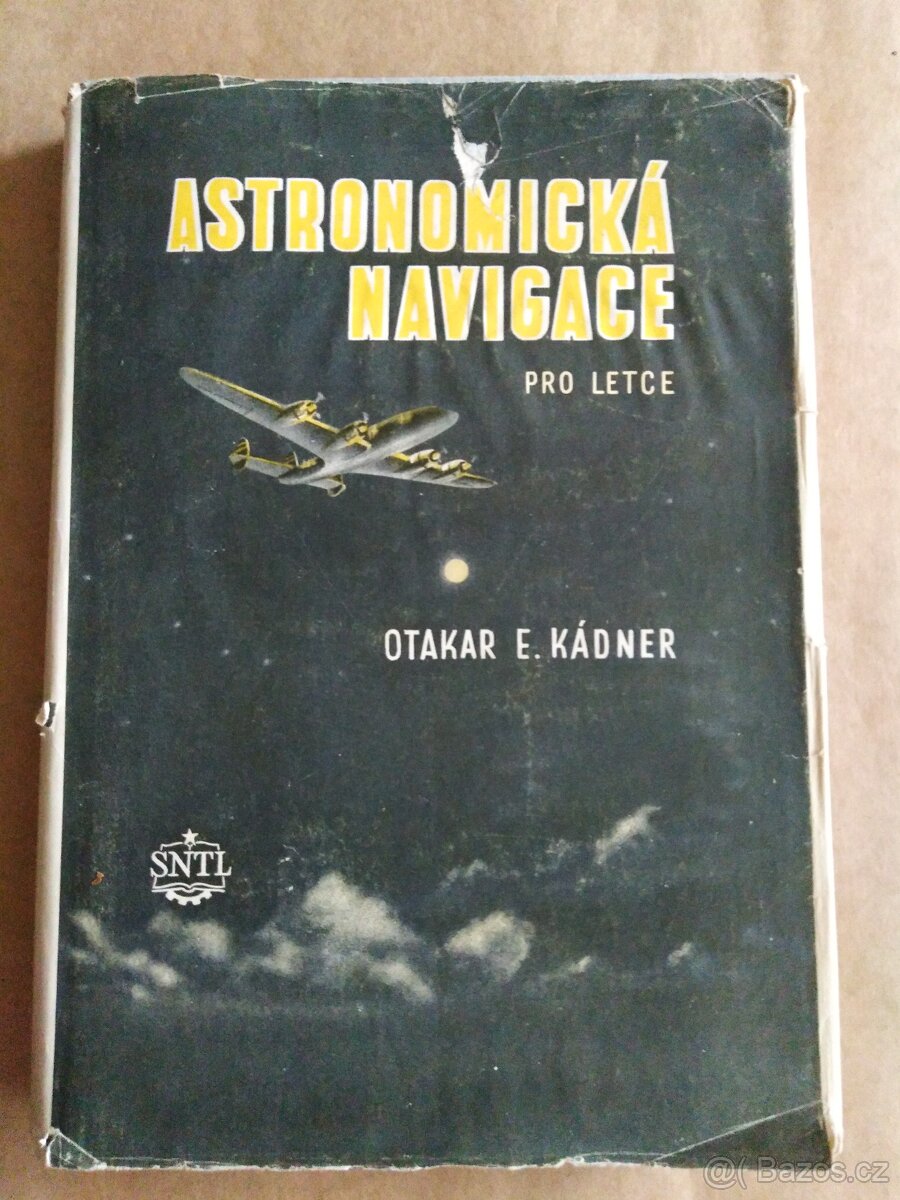 ASTRONOMICKÁ
NAVIGACE
PRO LETCE
OTAKAR E. KÁDNER
SNTL
@( Bazos.cz